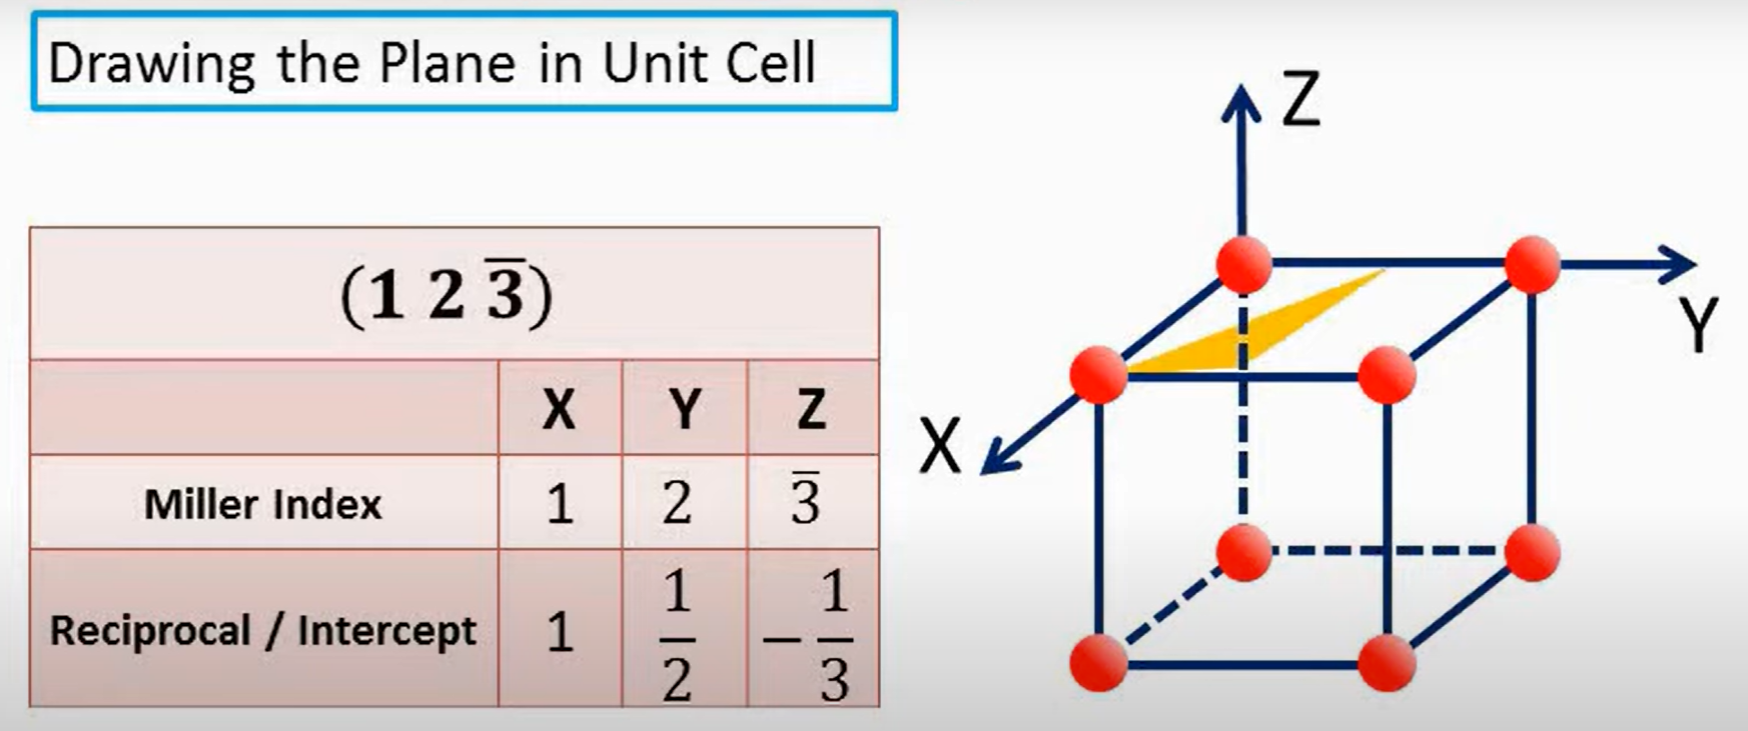 Drawing the Plane in Unit Cell
(1 2 3̅)
X Y Z
Miller Index 1 2 3̅
Reciprocal / Intercept 1 1/2 −1/3
Z
Y
X